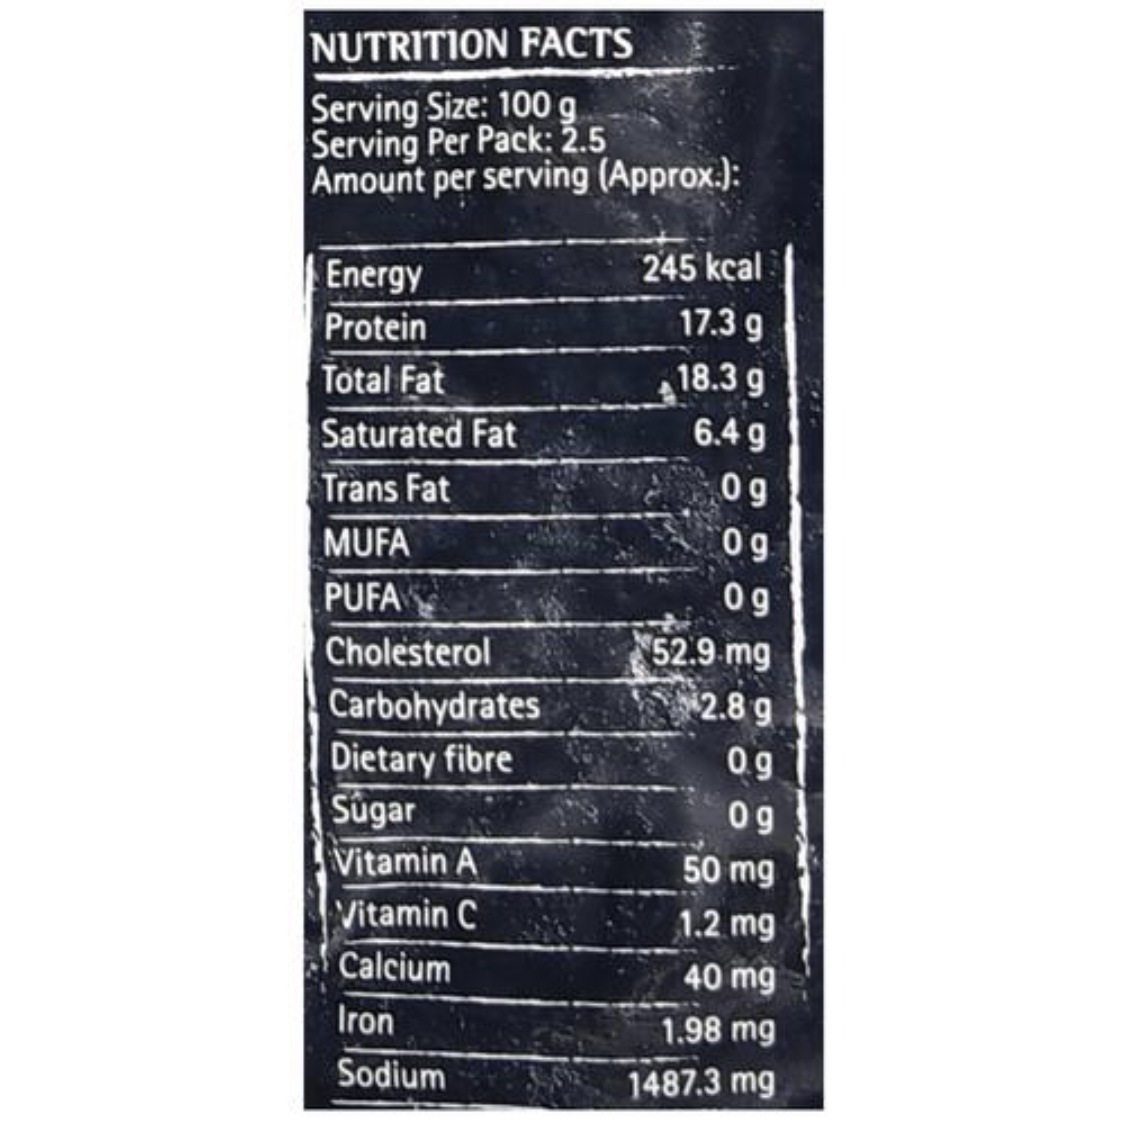 NUTRITION FACTS
Serving Size: 100 g
Serving Per Pack: 2.5
Amount per serving (Approx.):
Energy 245 kcal
Protein 17.3 g
Total Fat 18.3 g
Saturated Fat 6.4 g
Trans Fat 0 g
MUFA 0 g
PUFA 0 g
Cholesterol 52.9 mg
Carbohydrates 2.8 g
Dietary fibre 0 g
Sugar 0 g
Vitamin A 50 mg
Vitamin C 1.2 mg
Calcium 40 mg
Iron 1.98 mg
Sodium 1487.3 mg